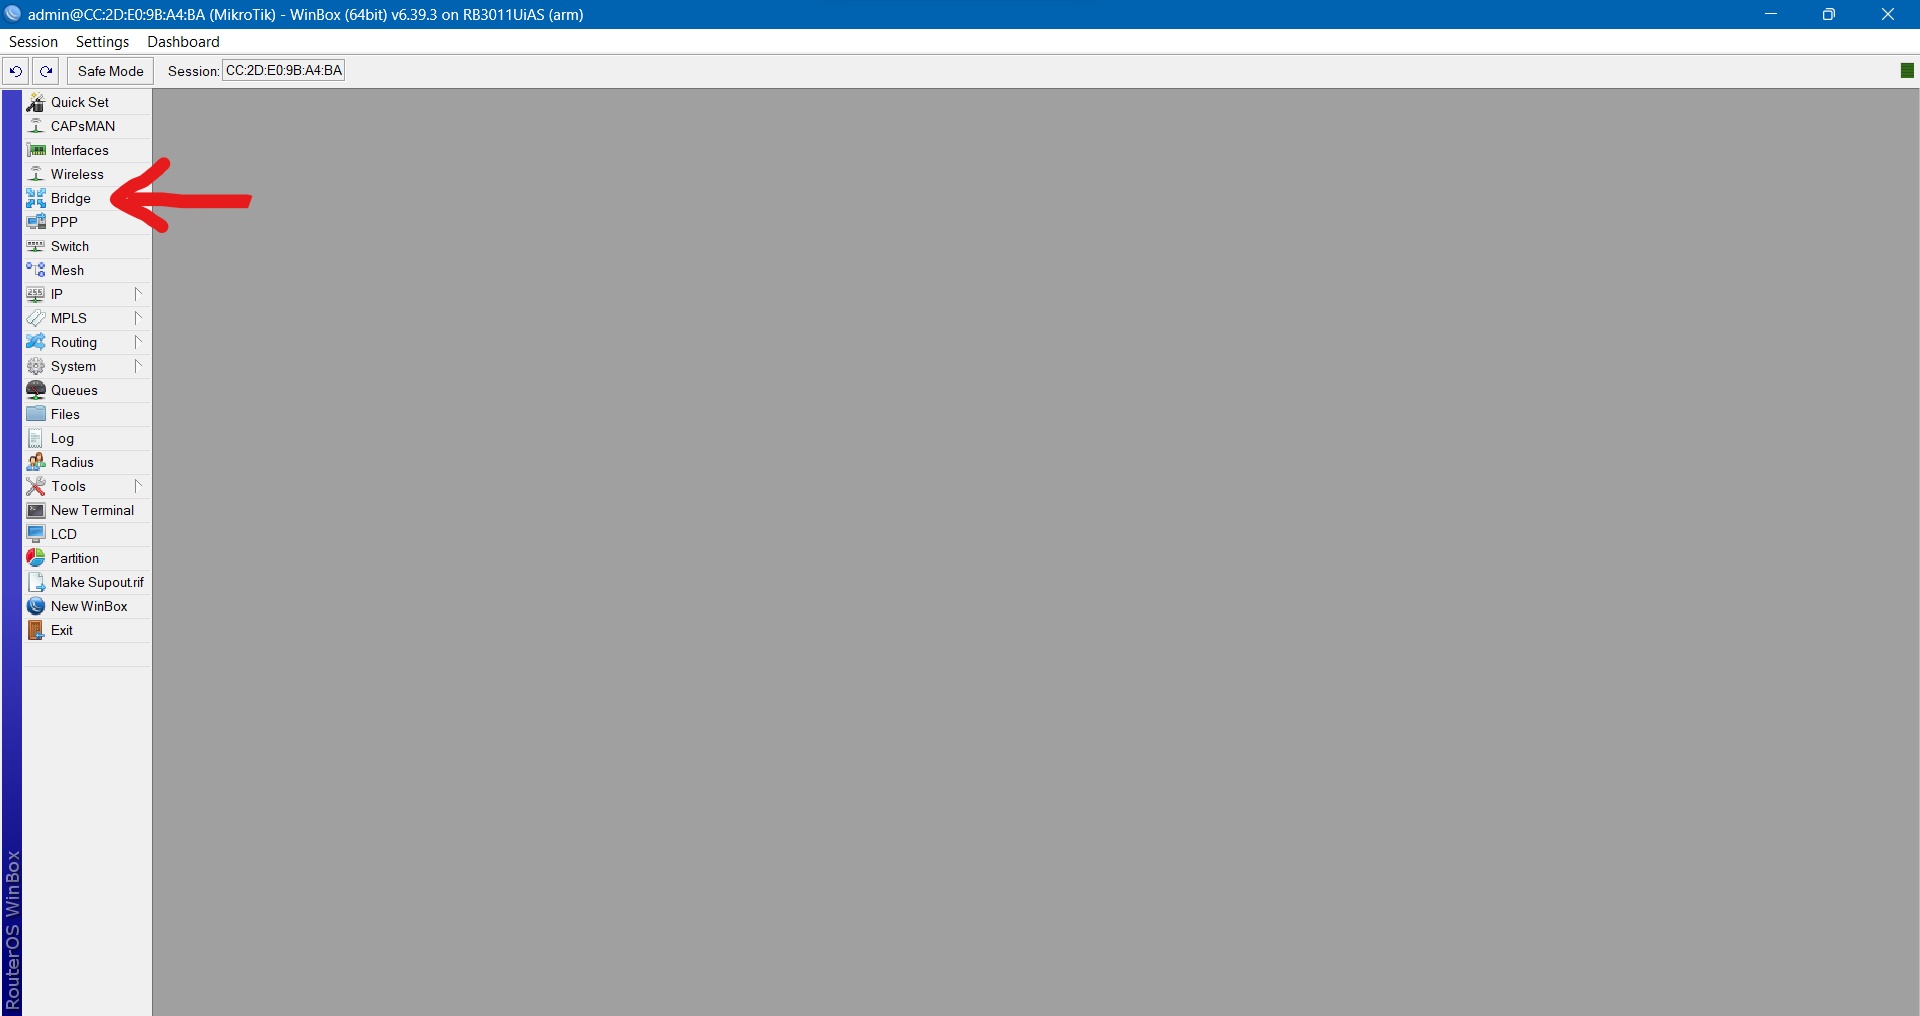 admin@CC:2D:E0:9B:A4:BA (MikroTik) - WinBox (64bit) v6.39.3 on RB3011UiAS (arm)
Session Settings Dashboard
Safe Mode Session: CC:2D:E0:9B:A4:BA
Quick Set
CAPsMAN
Interfaces
Wireless
Bridge
PPP
Switch
Mesh
255 IP
MPLS
Routing
System
Queues
Files
Log
Radius
Tools
New Terminal
LCD
Partition
Make Supout.rif
New WinBox
Exit
RouterOS WinBox